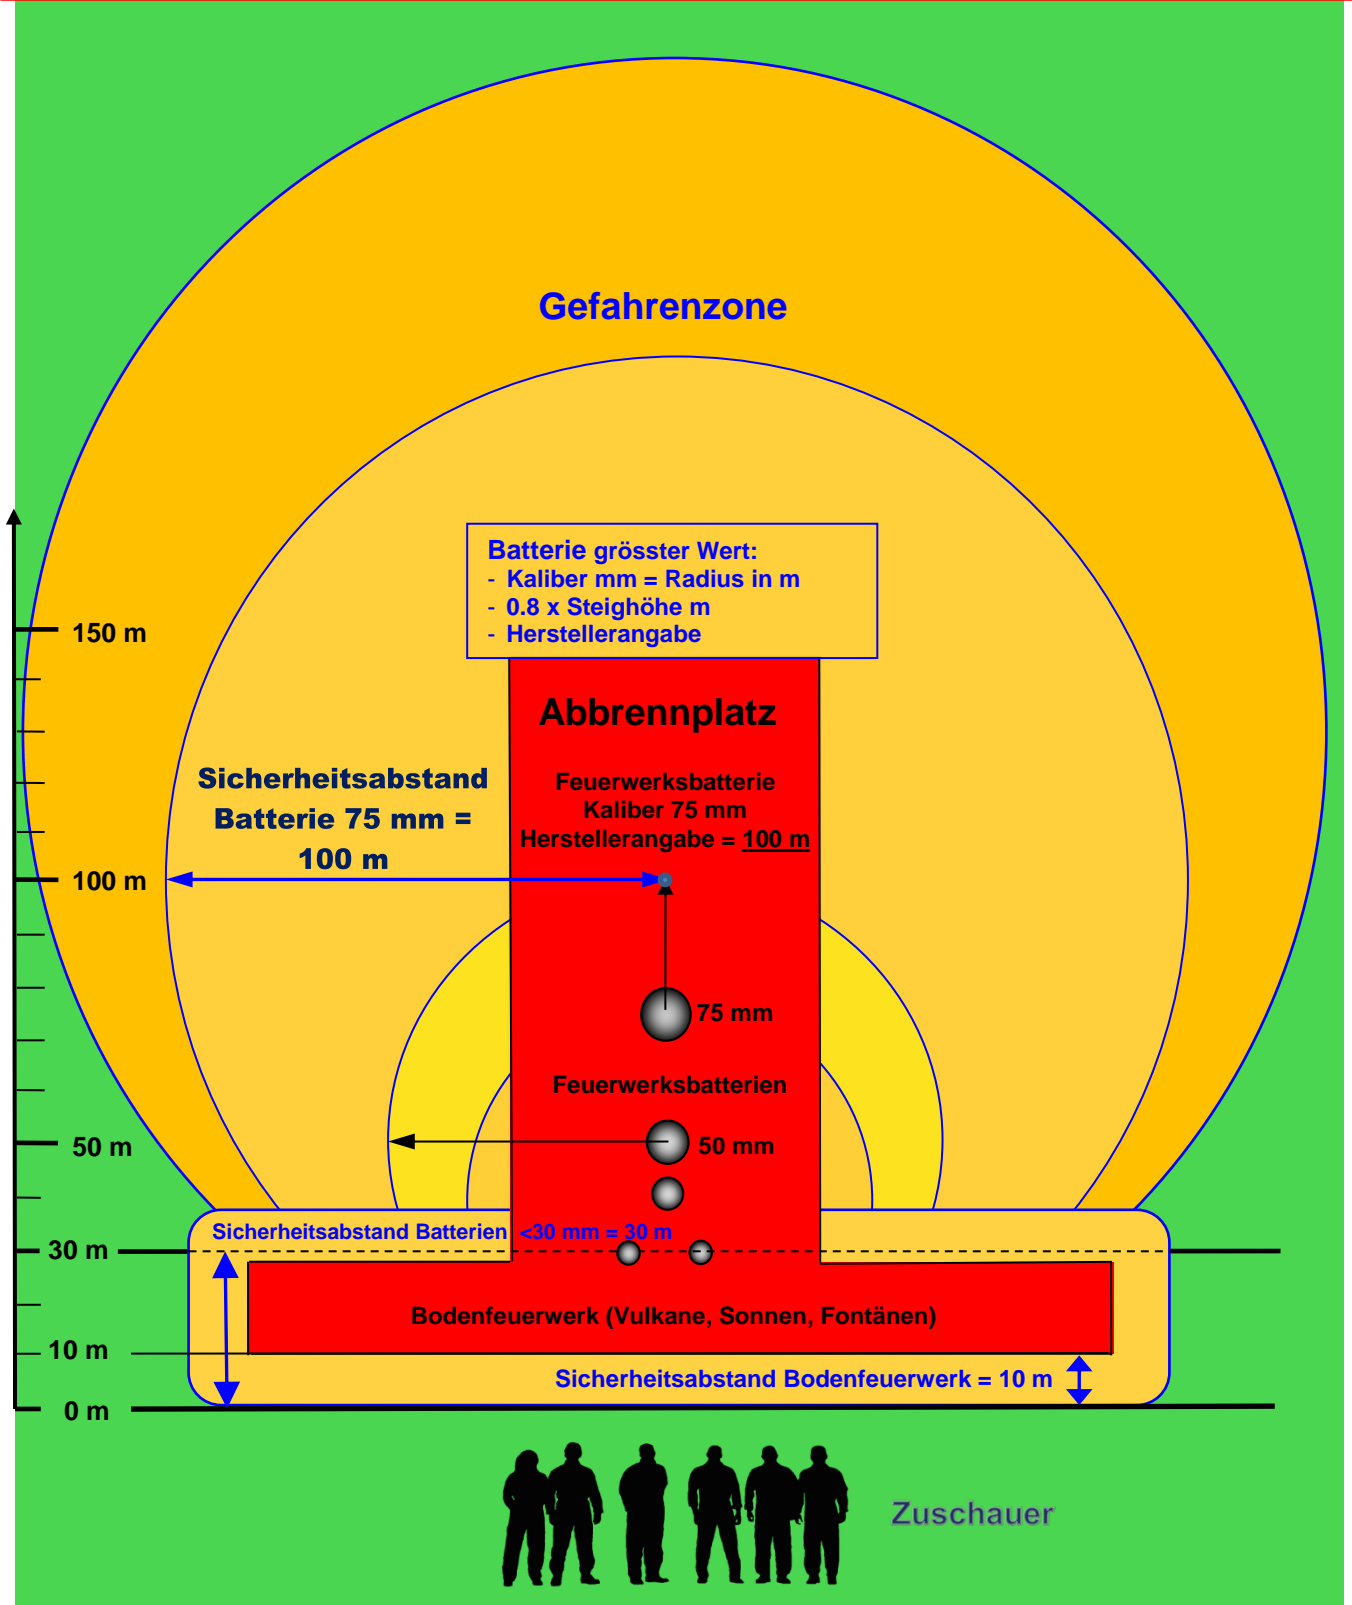 Gefahrenzone
Batterie grösster Wert:
- Kaliber mm = Radius in m
- 0.8 x Steighöhe m
- Herstellerangabe
150 m
Abbrennplatz
Sicherheitsabstand
Batterie 75 mm =
100 m
Feuerwerksbatterie
Kaliber 75 mm
Herstellerangabe = 100 m
100 m
75 mm
Feuerwerksbatterien
50 m
50 mm
Sicherheitsabstand Batterien <30 mm = 30 m
30 m
Bodenfeuerwerk (Vulkane, Sonnen, Fontänen)
10 m
Sicherheitsabstand Bodenfeuerwerk = 10 m
0 m
Zuschauer